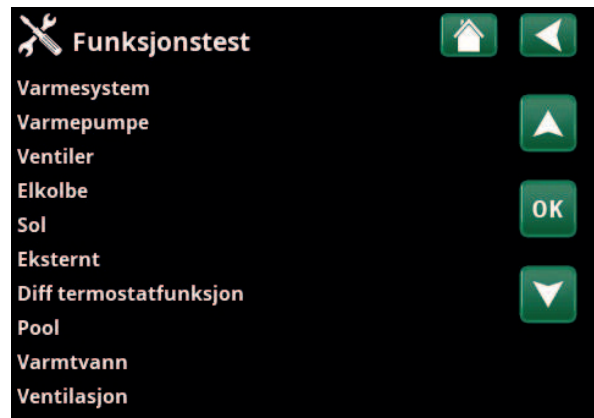 Funksjonstest
Varmesystem
Varmepumpe
Ventiler
Elkolbe
OK
Sol
Eksternt
Diff termostatfunksjon
Pool
Varmtvann
Ventilasjon